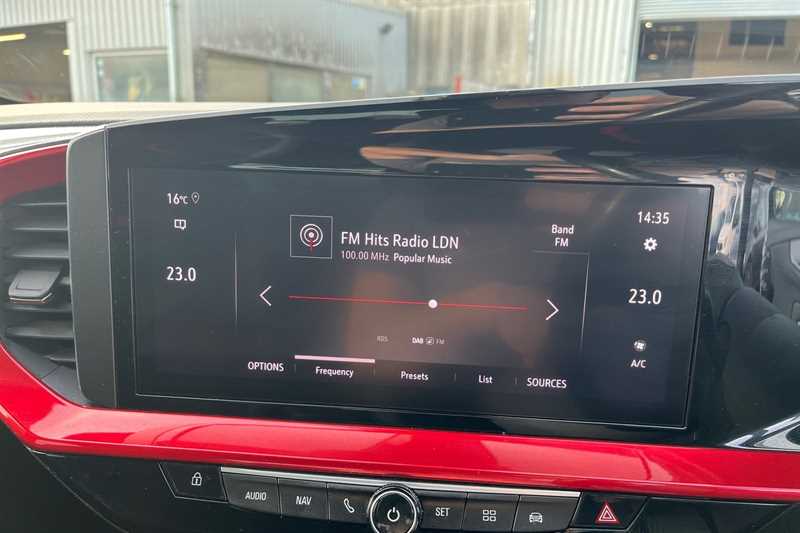 16°C
14:35
FM Hits Radio LDN
100.00 MHz Popular Music
Band
FM
23.0
23.0
RDS DAB FM
A/C
OPTIONS Frequency Presets List SOURCES
AUDIO NAV SET